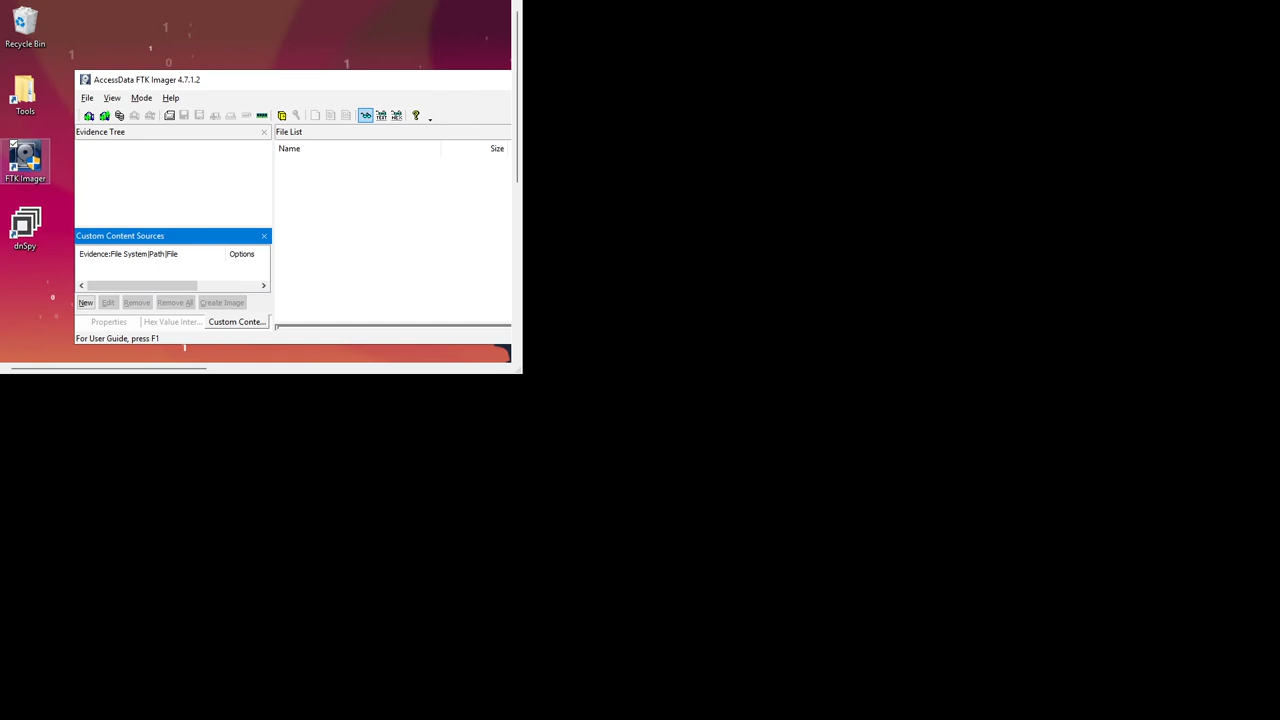 Recycle Bin
Tools
FTK Imager
dnSpy
AccessData FTK Imager 4.7.1.2
File View Mode Help
Evidence Tree
File List
Name Size
Custom Content Sources
Evidence:File System|Path|File Options
New Edit Remove Remove All Create Image
Properties Hex Value Inter... Custom Conte...
For User Guide, press F1